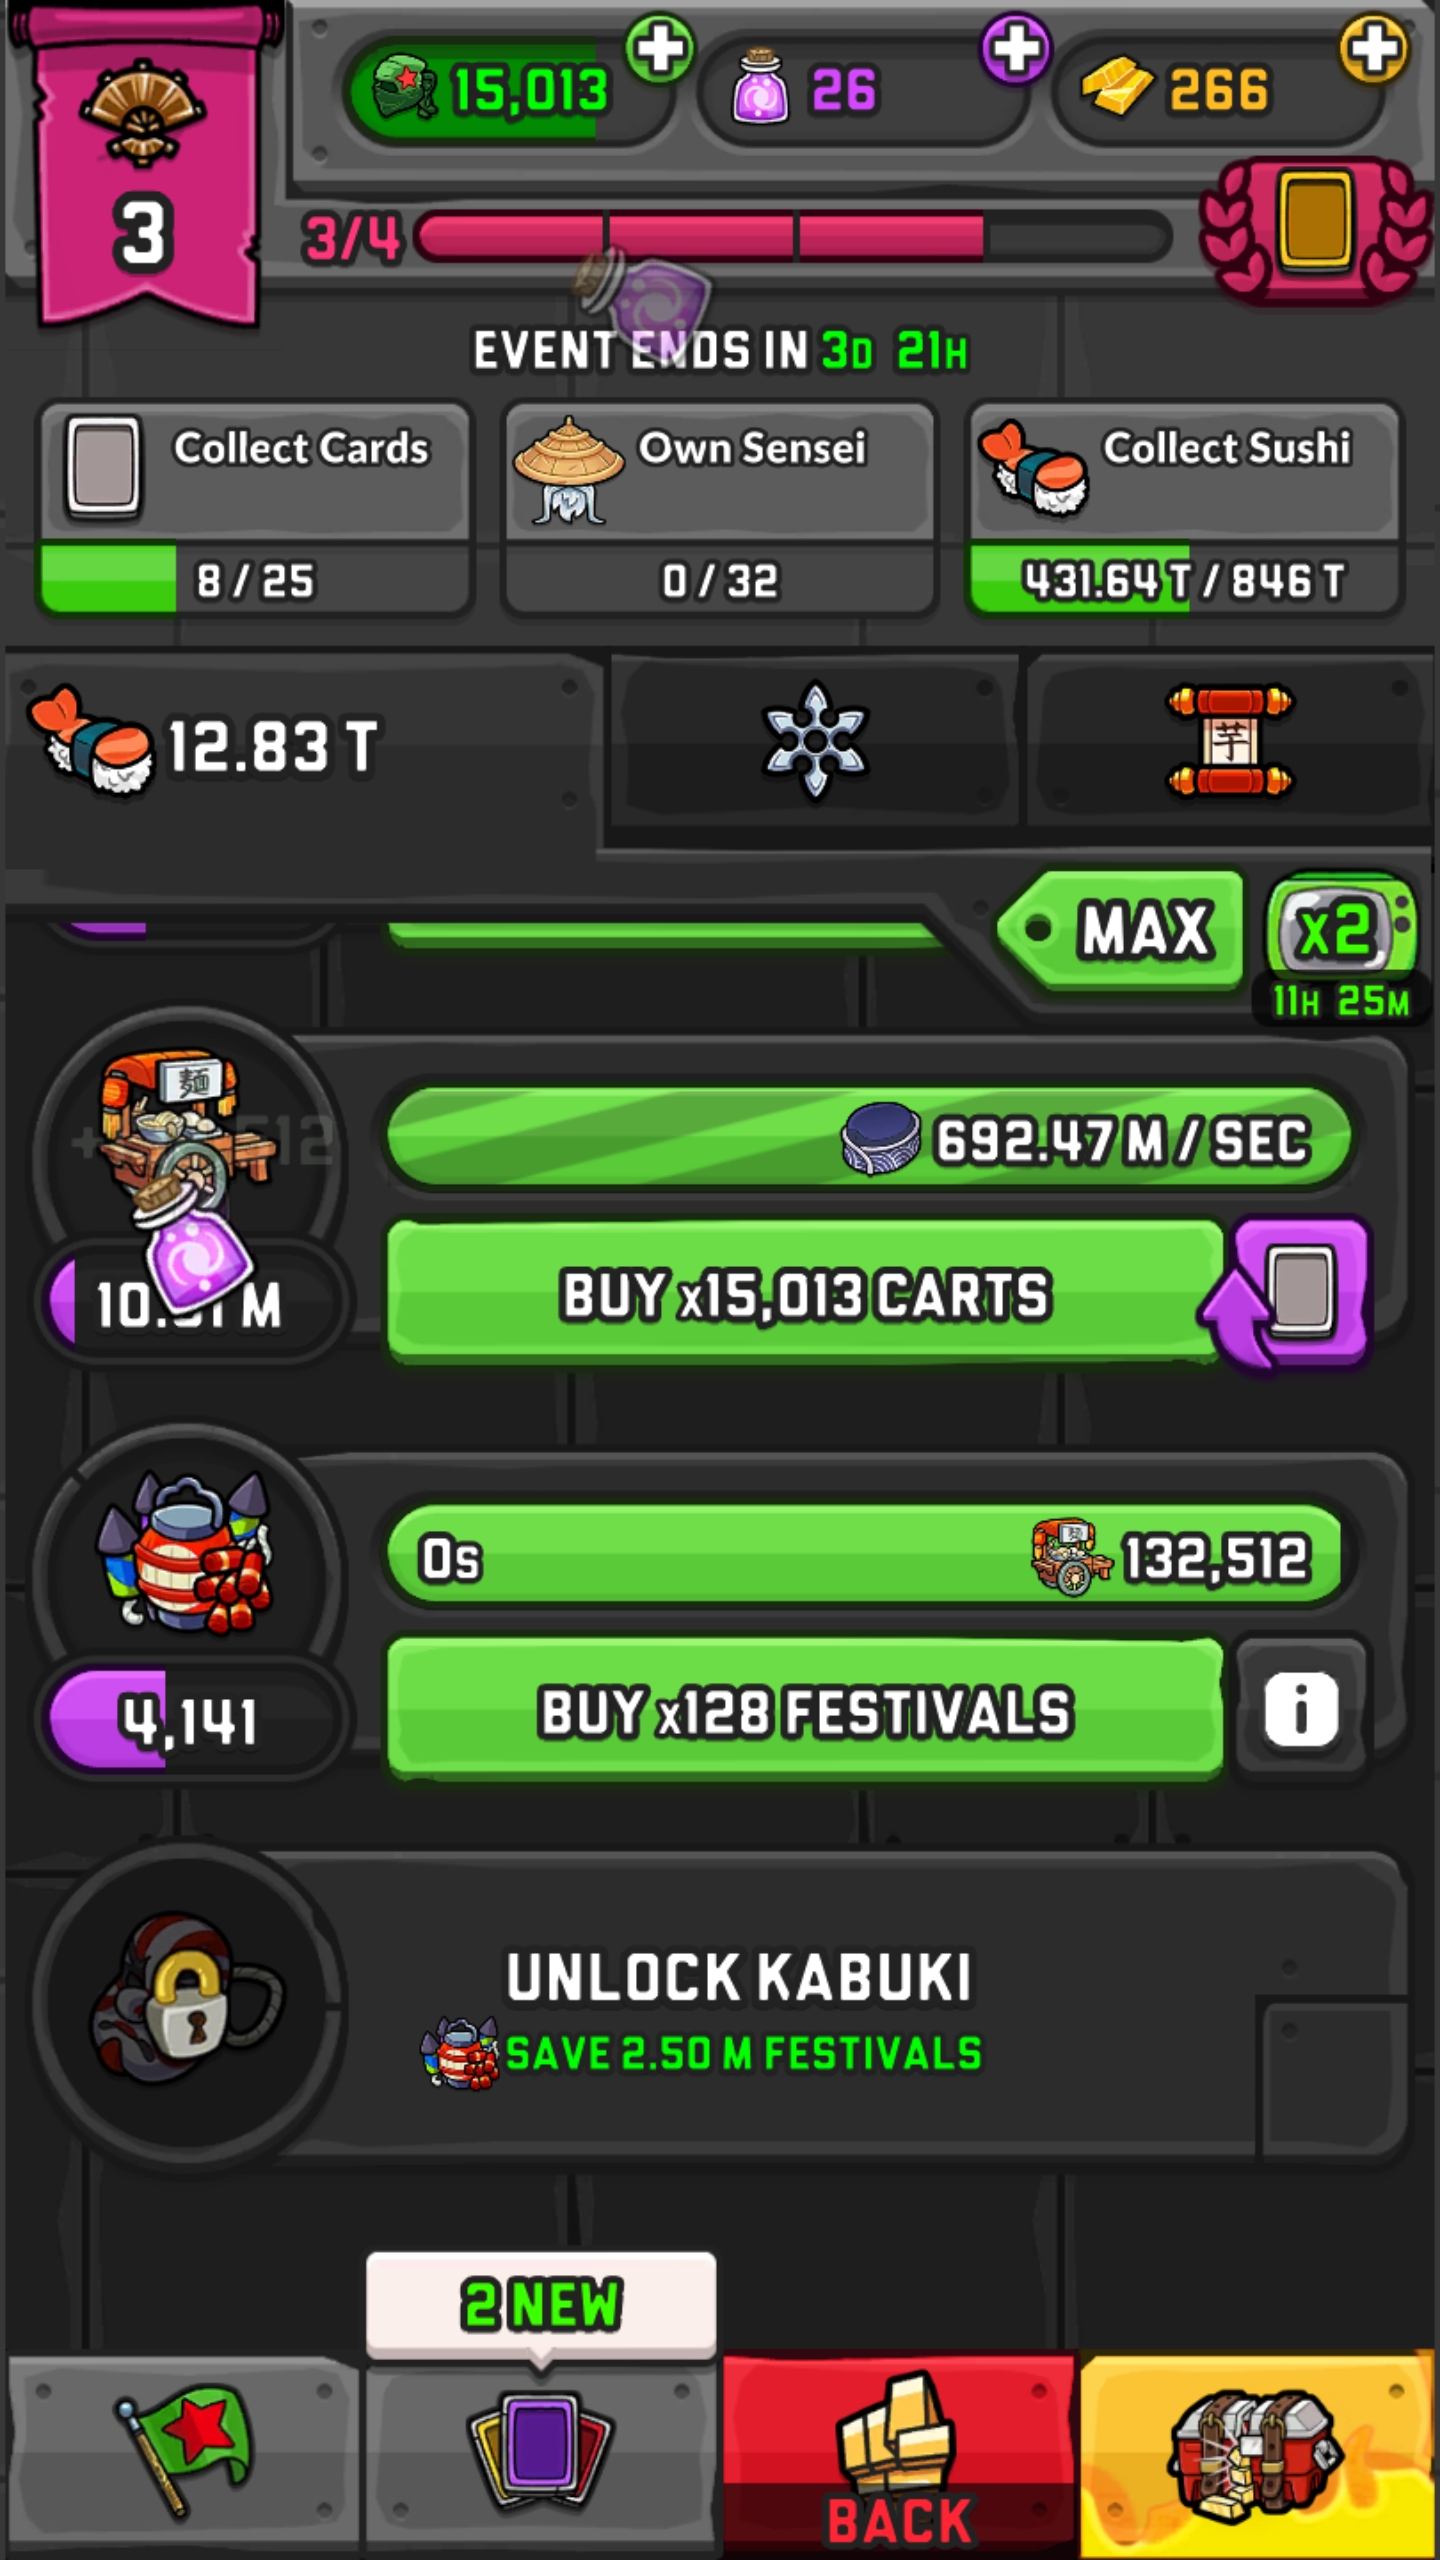 15,013
26
266
3
3/4
EVENT ENDS IN 3D 21H
Collect Cards
Own Sensei
Collect Sushi
8 / 25
0 / 32
431.64 T / 846 T
12.83 T
芋
MAX
x2
11H 25M
麺
692.47 M / SEC
BUY x15,013 CARTS
0s
132,512
4,141
BUY x128 FESTIVALS
i
UNLOCK KABUKI
SAVE 2.50 M FESTIVALS
2 NEW
BACK